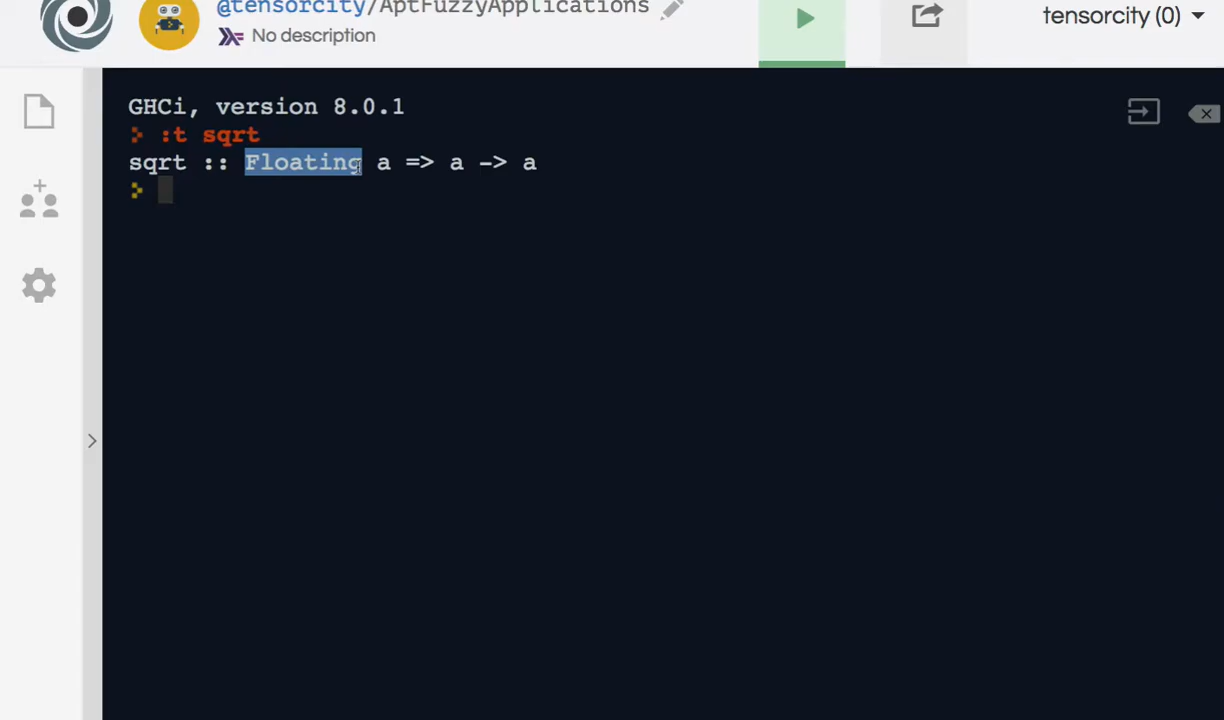 @tensorcity/AptFuzzyApplications
No description
tensorcity (0)
GHCi, version 8.0.1
:t sqrt
sqrt :: Floating a => a -> a